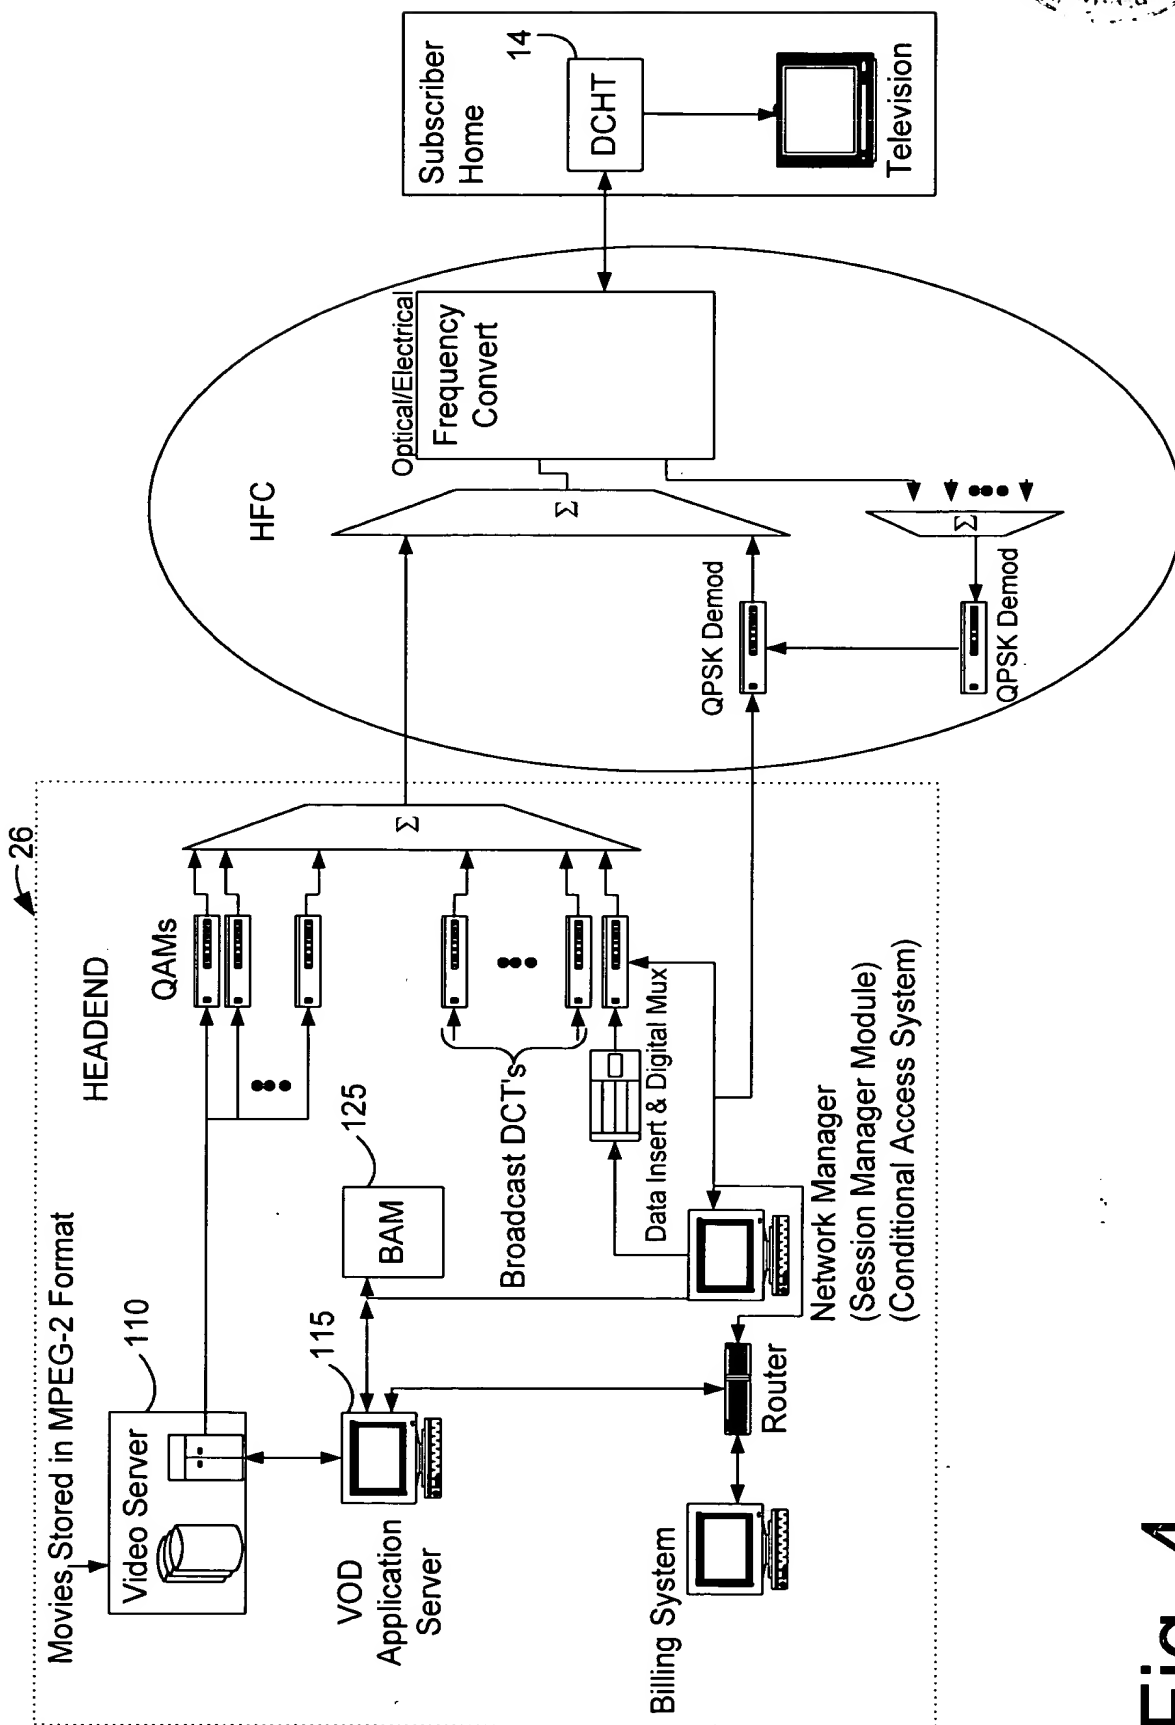 26
Movies Stored in MPEG-2 Format
HEADEND
Video Server
110
QAMs
Σ
VOD
Application
Server
115
BAM
125
Broadcast DCT's
Data Insert & Digital Mux
Billing System
Router
Network Manager
(Session Manager Module)
(Conditional Access System)
HFC
Σ
Optical/Electrical
Frequency
Convert
QPSK Demod
Σ
QPSK Demod
Subscriber
Home
14
DCHT
Television
Fig. 4